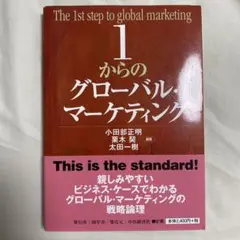 The 1st step to global marketing
1
からの
グローバル・
マーケティング
小田部正明
栗木 契
太田一樹
編著
This is the standard!
親しみやすい
ビジネス・ケースでわかる
グローバル・マーケティングの
戦略論理